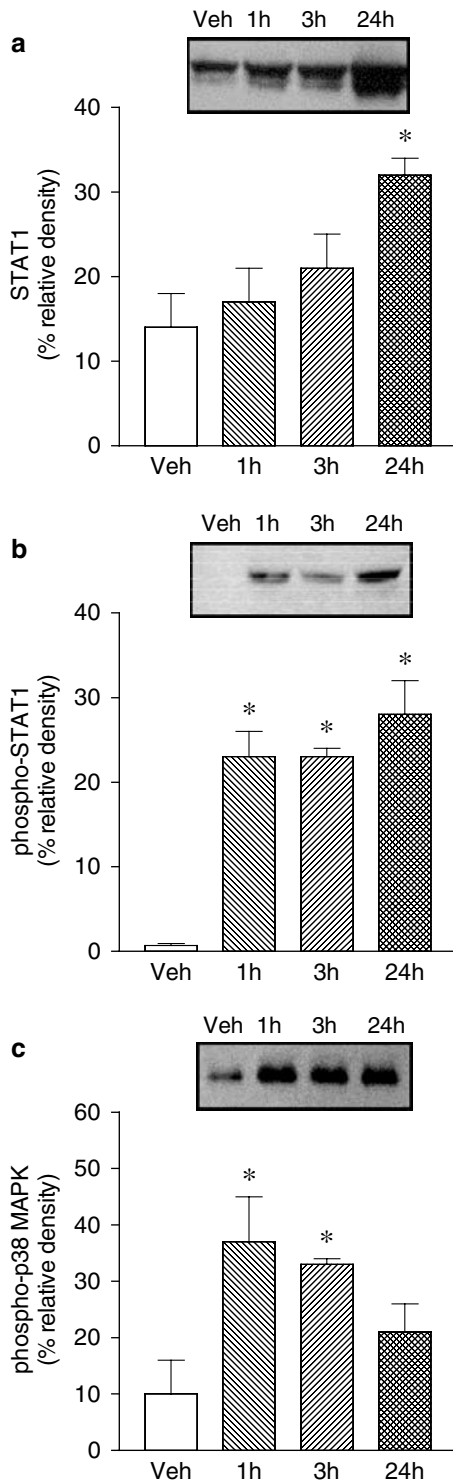 Veh 1h 3h 24h
a
40
*
30
20
10
0
STAT1
(% relative density)
Veh 1h 3h 24h
Veh 1h 3h 24h
b
40
*
* *
30
20
10
0
phospho-STAT1
(% relative density)
Veh 1h 3h 24h
Veh 1h 3h 24h
c
60
50
*
*
40
30
20
10
0
phospho-p38 MAPK
(% relative density)
Veh 1h 3h 24h